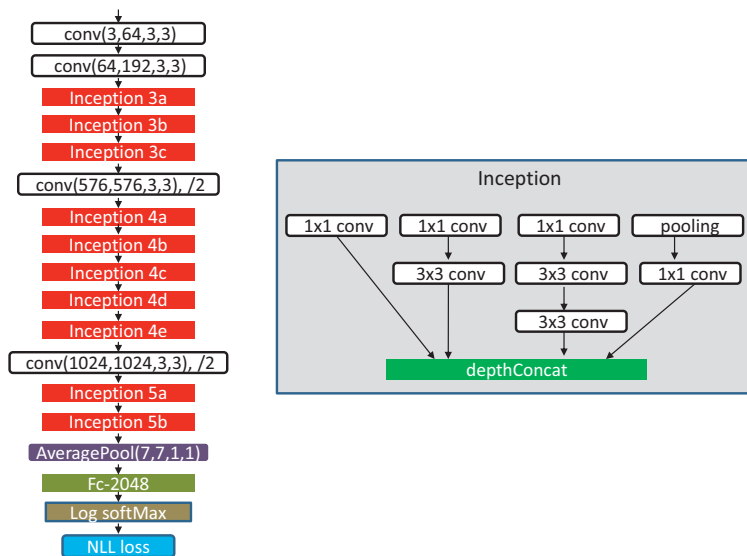 conv(3,64,3,3)
conv(64,192,3,3)
Inception 3a
Inception 3b
Inception 3c
conv(576,576,3,3), /2
Inception 4a
Inception 4b
Inception 4c
Inception 4d
Inception 4e
conv(1024,1024,3,3), /2
Inception 5a
Inception 5b
AveragePool(7,7,1,1)
Fc-2048
Log softMax
NLL loss
Inception
1x1 conv
1x1 conv
1x1 conv
pooling
3x3 conv
3x3 conv
1x1 conv
3x3 conv
depthConcat